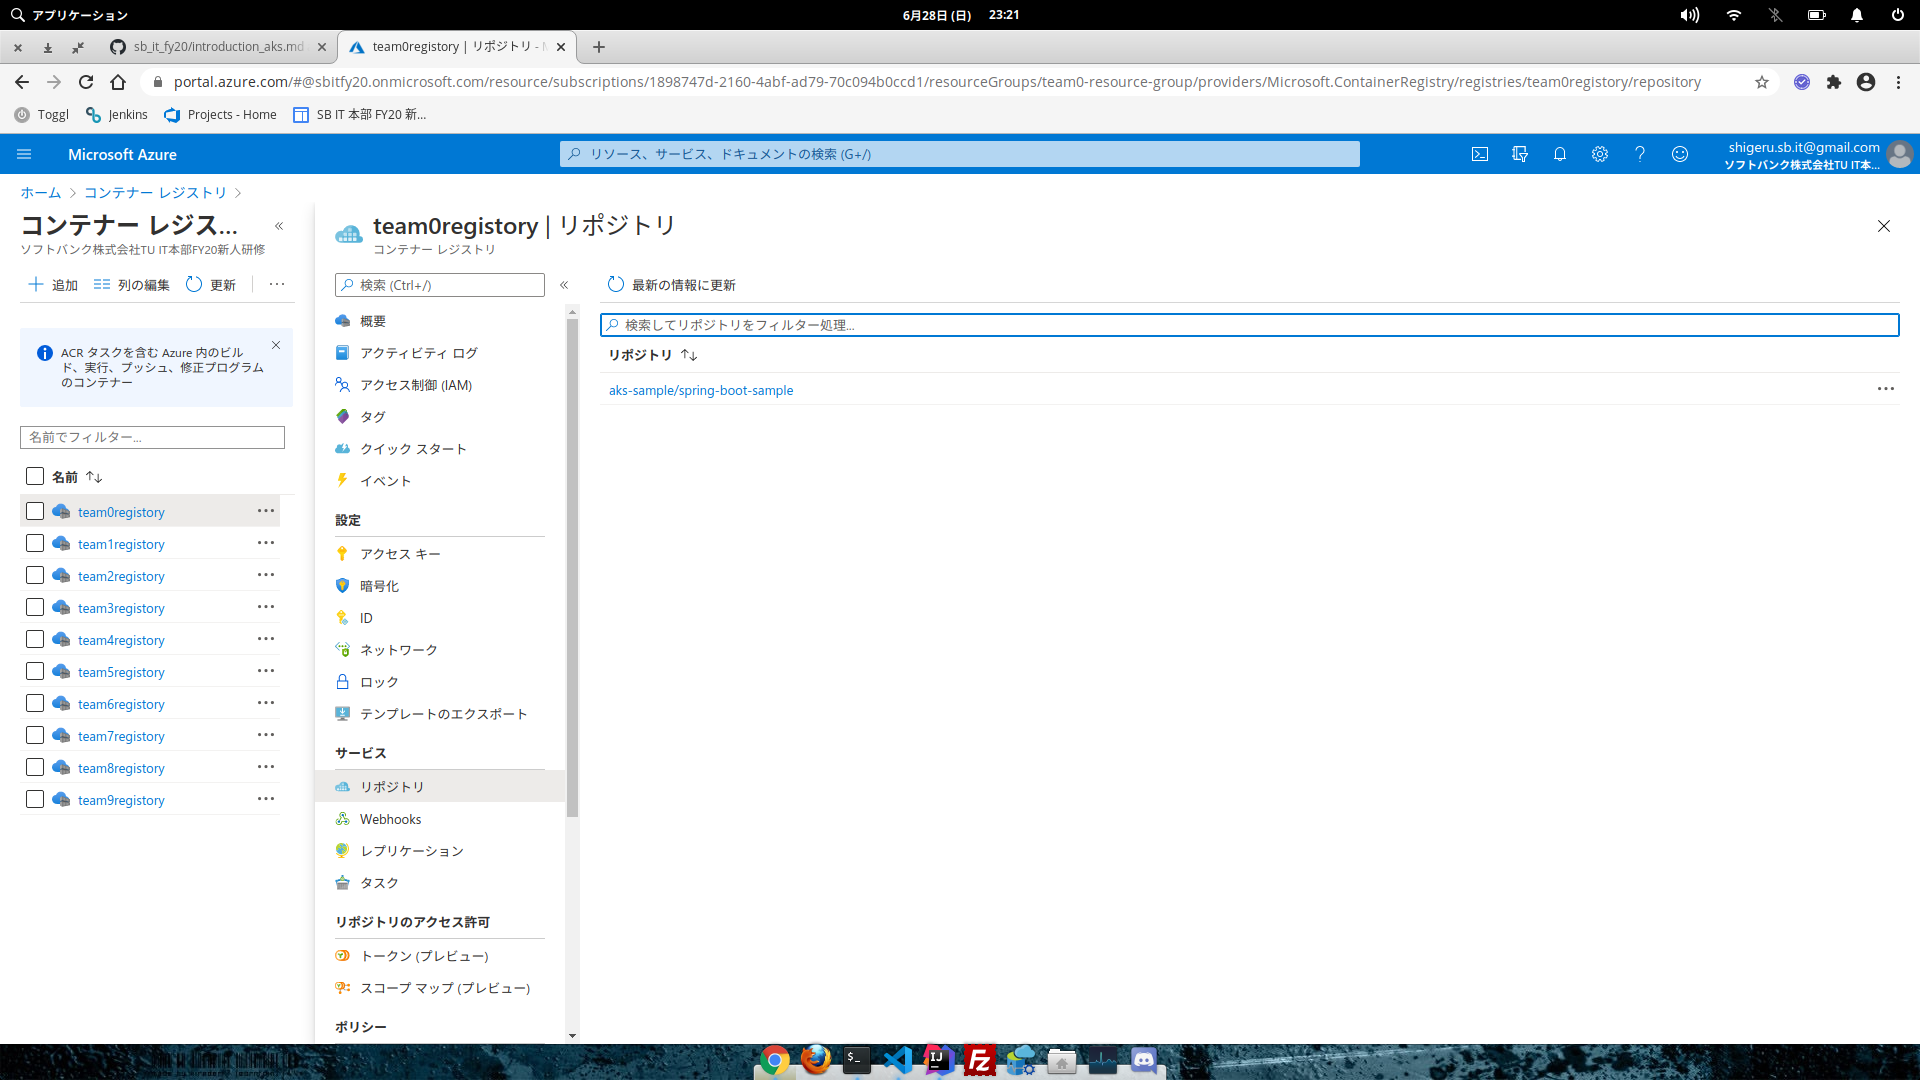 アプリケーション
6月28日 (日) 23:21
sb_it_fy20/introduction_aks.md
team0registory | リポジトリ - M
portal.azure.com/#@sbitfy20.onmicrosoft.com/resource/subscriptions/1898747d-2160-4abf-ad79-70c094b0ccd1/resourceGroups/team0-resource-group/providers/Microsoft.ContainerRegistry/registries/team0registory/repository
Toggl
Jenkins
Projects - Home
SB IT 本部 FY20 新...
Microsoft Azure
リソース、サービス、ドキュメントの検索 (G+/)
shigeru.sb.it@gmail.com
ソフトバンク株式会社TU IT本...
ホーム > コンテナー レジストリ >
コンテナー レジス...
ソフトバンク株式会社TU IT本部FY20新人研修
追加
列の編集
更新
...
ACR タスクを含む Azure 内のビル
ド、実行、プッシュ、修正プログラム
のコンテナー
名前でフィルター...
名前
team0registory
team1registory
team2registory
team3registory
team4registory
team5registory
team6registory
team7registory
team8registory
team9registory
team0registory | リポジトリ
コンテナー レジストリ
検索 (Ctrl+/)
概要
アクティビティ ログ
アクセス制御 (IAM)
タグ
クイック スタート
イベント
設定
アクセス キー
暗号化
ID
ネットワーク
ロック
テンプレートのエクスポート
サービス
リポジトリ
Webhooks
レプリケーション
タスク
リポジトリのアクセス許可
トークン (プレビュー)
スコープ マップ (プレビュー)
ポリシー
最新の情報に更新
検索してリポジトリをフィルター処理...
リポジトリ
aks-sample/spring-boot-sample